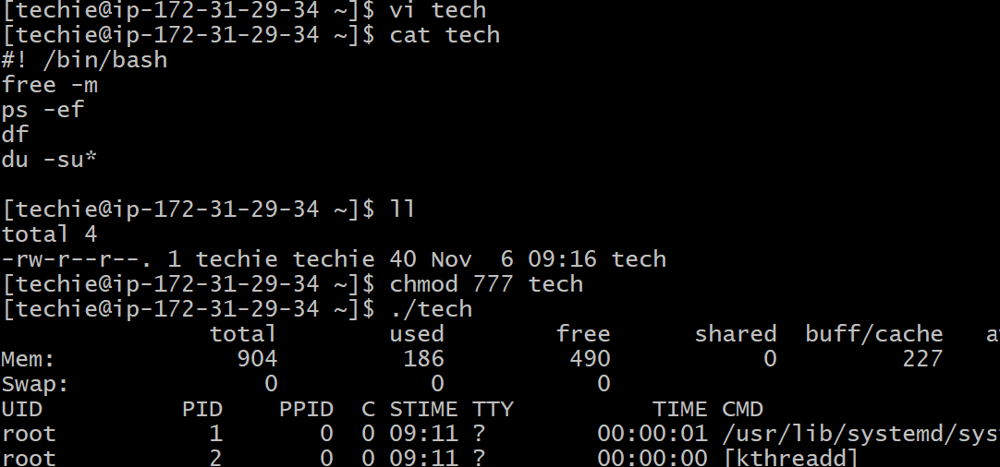 [techie@ip-172-31-29-34 ~]$ vi tech
[techie@ip-172-31-29-34 ~]$ cat tech
#! /bin/bash
free -m
ps -ef
df
du -su*
[techie@ip-172-31-29-34 ~]$ ll
total 4
-rw-r--r--. 1 techie techie 40 Nov  6 09:16 tech
[techie@ip-172-31-29-34 ~]$ chmod 777 tech
[techie@ip-172-31-29-34 ~]$ ./tech
               total        used        free      shared  buff/cache   a
Mem:             904         186         490           0         227
Swap:              0           0           0
UID          PID    PPID  C STIME TTY            TIME CMD
root           1       0  0 09:11 ?        00:00:01 /usr/lib/systemd/sys
root           2       0  0 09:11 ?        00:00:00 [kthreadd]